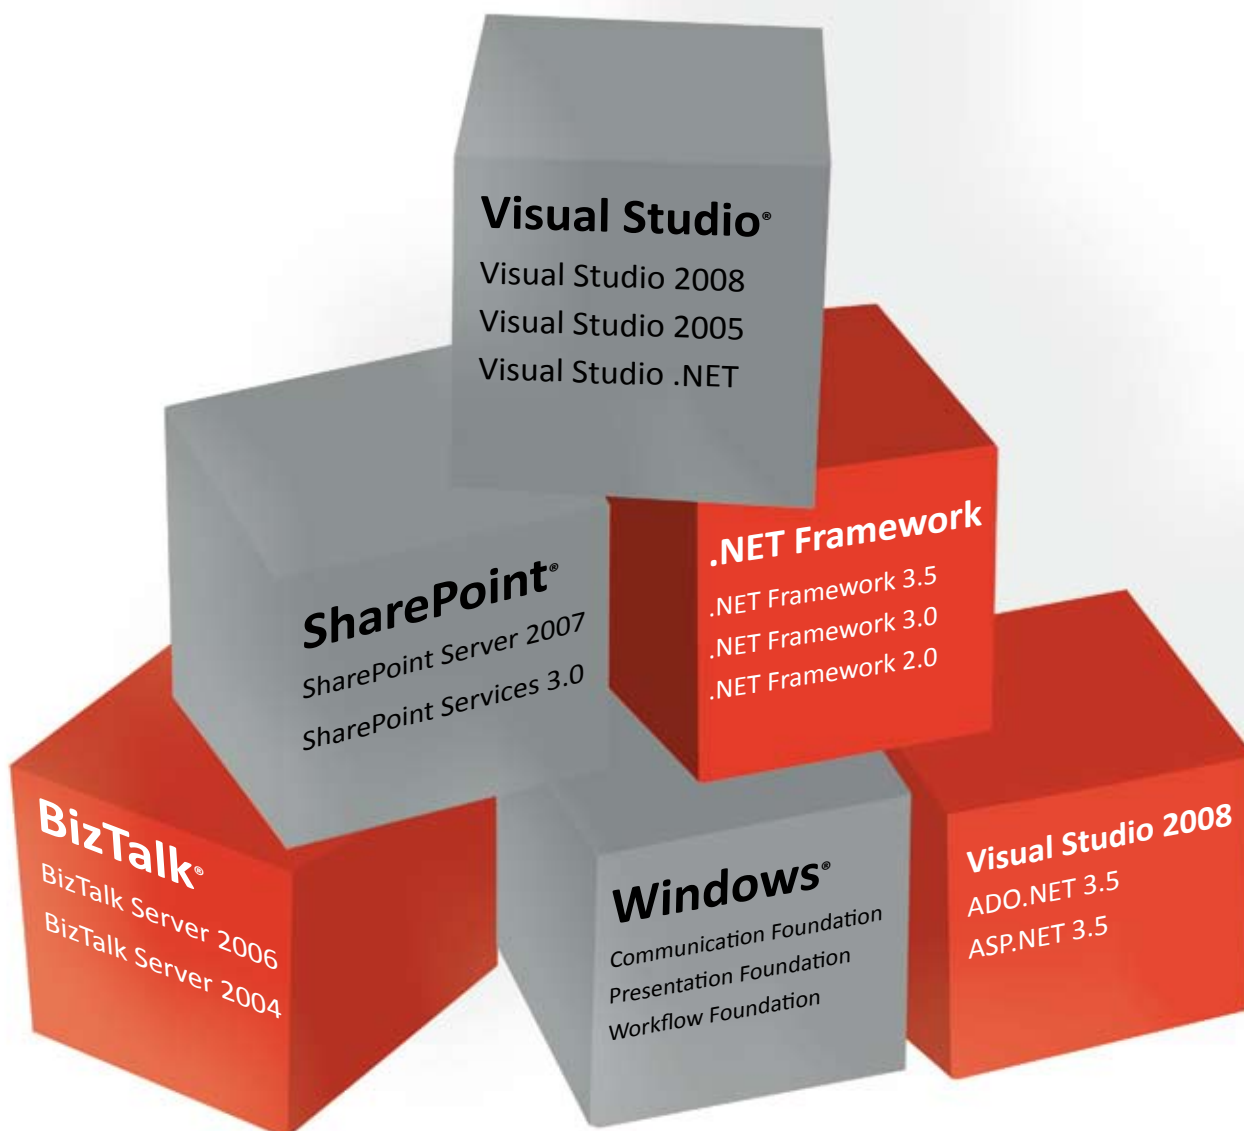 Visual Studio®
Visual Studio 2008
Visual Studio 2005
Visual Studio .NET
SharePoint®
SharePoint Server 2007
SharePoint Services 3.0
.NET Framework
.NET Framework 3.5
.NET Framework 3.0
.NET Framework 2.0
BizTalk®
BizTalk Server 2006
BizTalk Server 2004
Windows®
Communication Foundation
Presentation Foundation
Workflow Foundation
Visual Studio 2008
ADO.NET 3.5
ASP.NET 3.5